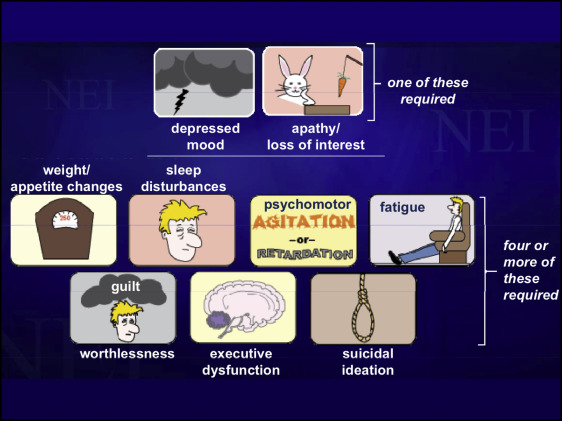 NEI
NEI
one of these
required
depressed
mood
apathy/
loss of interest
weight/
appetite changes
sleep
disturbances
260
psychomotor
AGITATION
–or–
RETARDATION
fatigue
four or
more of
these
required
guilt
worthlessness
executive
dysfunction
suicidal
ideation
NEI